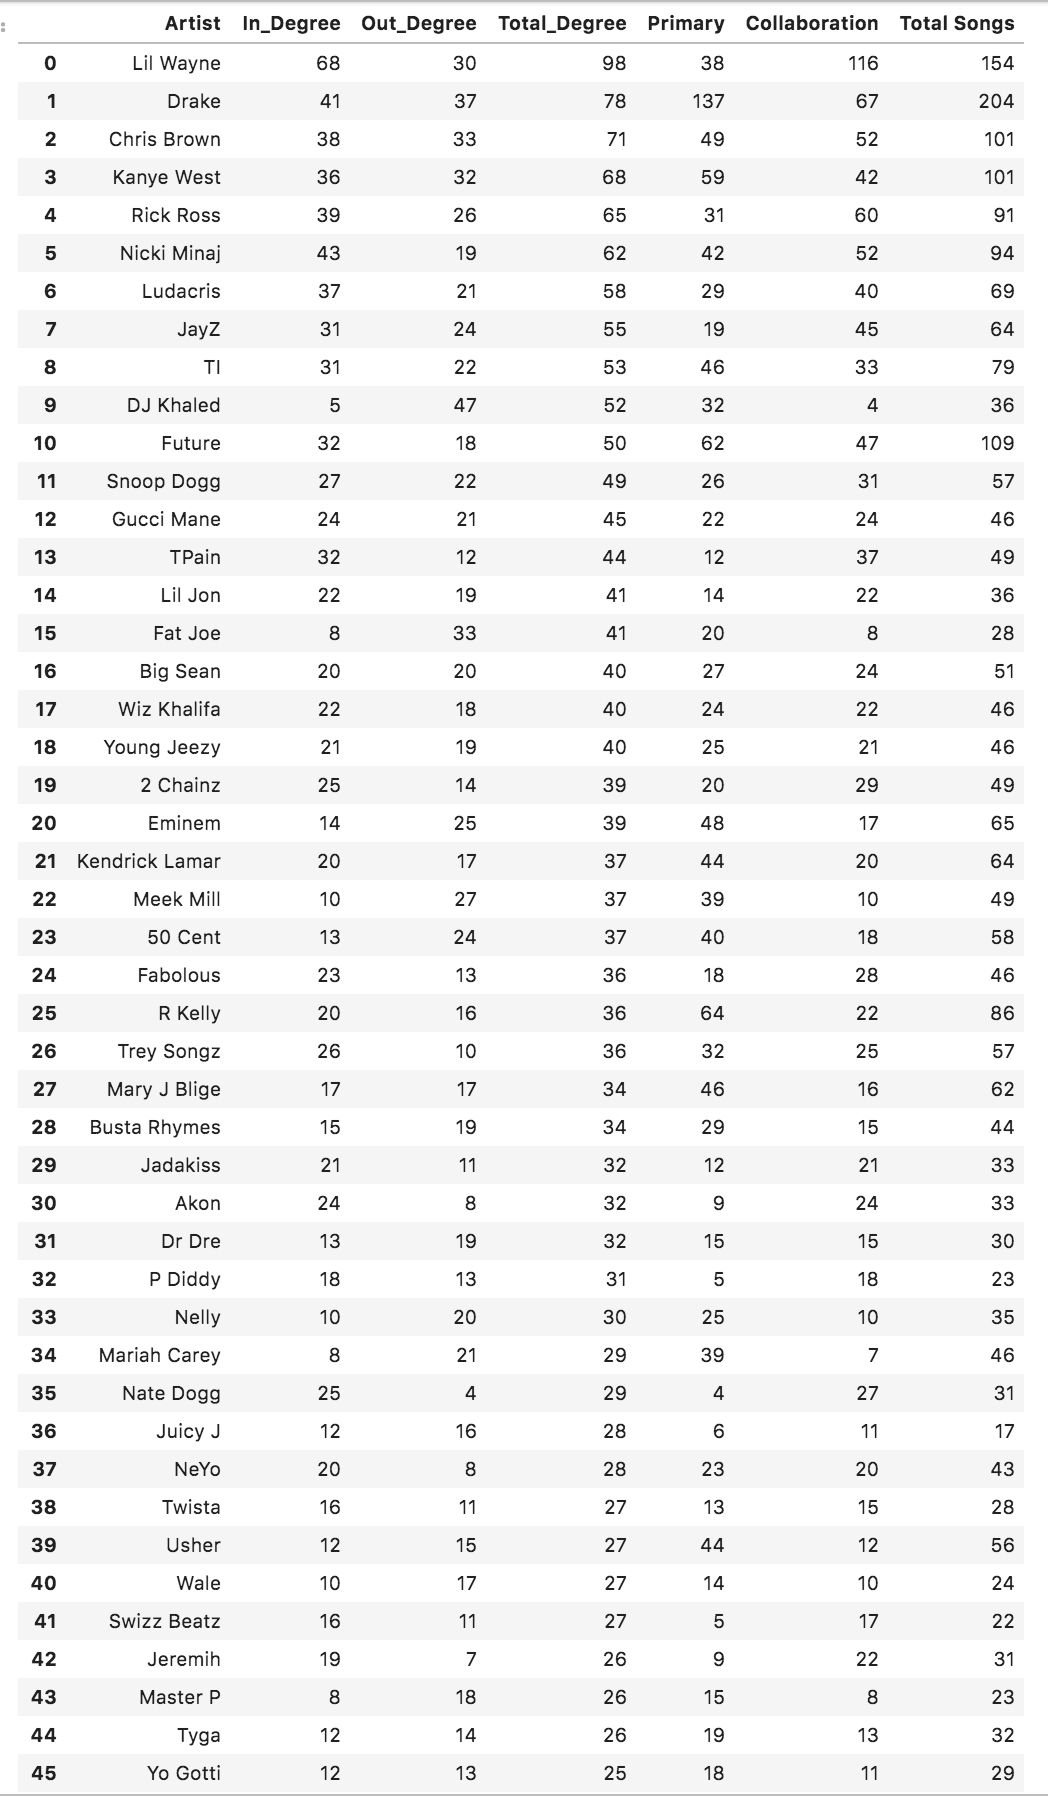 Artist In_Degree Out_Degree Total_Degree Primary Collaboration Total Songs
0 Lil Wayne 68 30 98 38 116 154
1 Drake 41 37 78 137 67 204
2 Chris Brown 38 33 71 49 52 101
3 Kanye West 36 32 68 59 42 101
4 Rick Ross 39 26 65 31 60 91
5 Nicki Minaj 43 19 62 42 52 94
6 Ludacris 37 21 58 29 40 69
7 JayZ 31 24 55 19 45 64
8 TI 31 22 53 46 33 79
9 DJ Khaled 5 47 52 32 4 36
10 Future 32 18 50 62 47 109
11 Snoop Dogg 27 22 49 26 31 57
12 Gucci Mane 24 21 45 22 24 46
13 TPain 32 12 44 12 37 49
14 Lil Jon 22 19 41 14 22 36
15 Fat Joe 8 33 41 20 8 28
16 Big Sean 20 20 40 27 24 51
17 Wiz Khalifa 22 18 40 24 22 46
18 Young Jeezy 21 19 40 25 21 46
19 2 Chainz 25 14 39 20 29 49
20 Eminem 14 25 39 48 17 65
21 Kendrick Lamar 20 17 37 44 20 64
22 Meek Mill 10 27 37 39 10 49
23 50 Cent 13 24 37 40 18 58
24 Fabolous 23 13 36 18 28 46
25 R Kelly 20 16 36 64 22 86
26 Trey Songz 26 10 36 32 25 57
27 Mary J Blige 17 17 34 46 16 62
28 Busta Rhymes 15 19 34 29 15 44
29 Jadakiss 21 11 32 12 21 33
30 Akon 24 8 32 9 24 33
31 Dr Dre 13 19 32 15 15 30
32 P Diddy 18 13 31 5 18 23
33 Nelly 10 20 30 25 10 35
34 Mariah Carey 8 21 29 39 7 46
35 Nate Dogg 25 4 29 4 27 31
36 Juicy J 12 16 28 6 11 17
37 NeYo 20 8 28 23 20 43
38 Twista 16 11 27 13 15 28
39 Usher 12 15 27 44 12 56
40 Wale 10 17 27 14 10 24
41 Swizz Beatz 16 11 27 5 17 22
42 Jeremih 19 7 26 9 22 31
43 Master P 8 18 26 15 8 23
44 Tyga 12 14 26 19 13 32
45 Yo Gotti 12 13 25 18 11 29